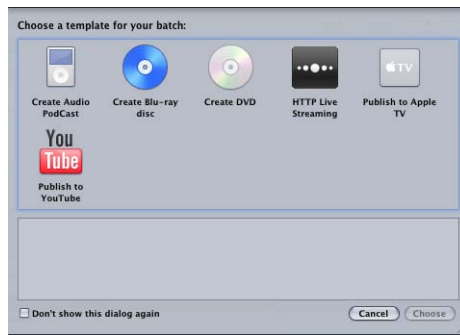 Choose a template for your batch:
Create Audio
PodCast
Create Blu-ray
disc
Create DVD
HTTP Live
Streaming
tv
Publish to Apple
TV
You
Tube
Publish to
YouTube
Don't show this dialog again
Cancel
Choose